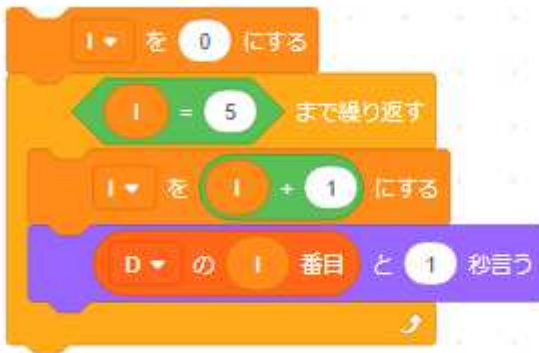 I を 0 にする
I = 5 まで繰り返す
I を I + 1 にする
D の I 番目 と 1 秒言う